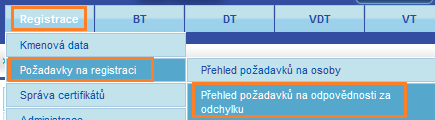 Registrace BT DT VDT VT
Kmenová data
Požadavky na registraci Přehled požadavků na osoby
Správa certifikátů Přehled požadavků na odpovědnosti za
odchylku
Administrace